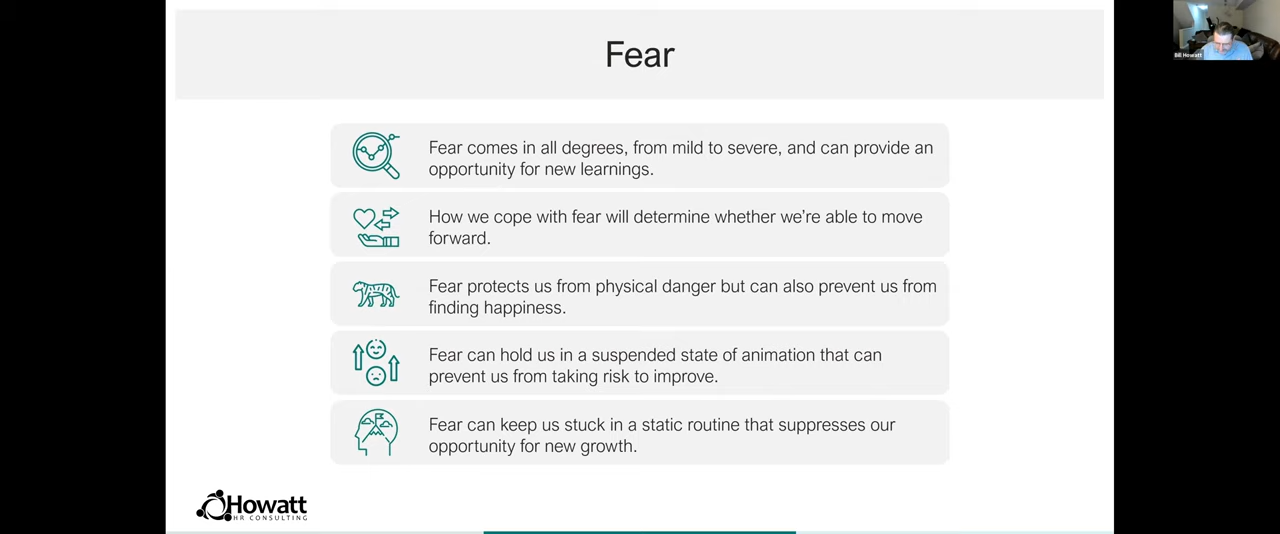 Fear
Bill Howatt
Fear comes in all degrees, from mild to severe, and can provide an
opportunity for new learnings.
How we cope with fear will determine whether we’re able to move
forward.
Fear protects us from physical danger but can also prevent us from
finding happiness.
Fear can hold us in a suspended state of animation that can
prevent us from taking risk to improve.
Fear can keep us stuck in a static routine that suppresses our
opportunity for new growth.
Howatt
HR CONSULTING